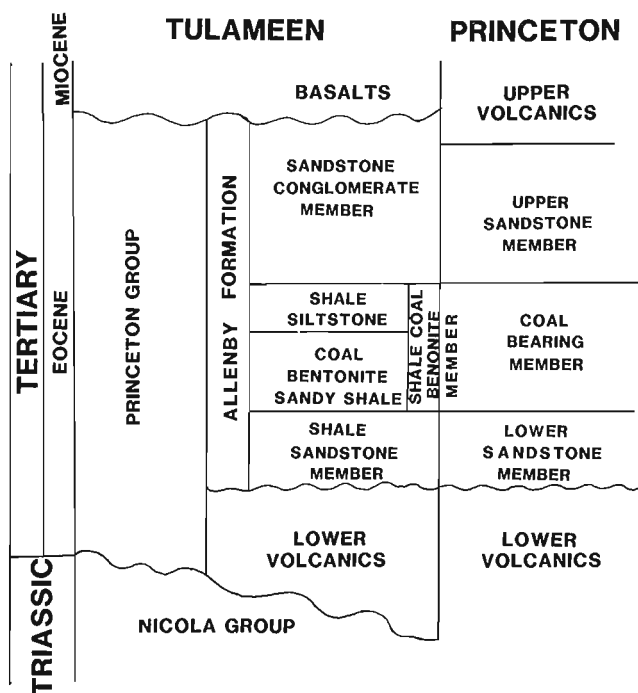 TULAMEEN
PRINCETON
MIOCENE
BASALTS
UPPER
VOLCANICS
TERTIARY
EOCENE
PRINCETON GROUP
ALLENBY FORMATION
SANDSTONE
CONGLOMERATE
MEMBER
UPPER
SANDSTONE
MEMBER
SHALE
SILTSTONE
COAL
BENTONITE
SANDY SHALE
SHALE COAL
BENONITE
MEMBER
COAL
BEARING
MEMBER
SHALE
SANDSTONE
MEMBER
LOWER
SANDSTONE
MEMBER
LOWER
VOLCANICS
LOWER
VOLCANICS
TRIASSIC
NICOLA GROUP